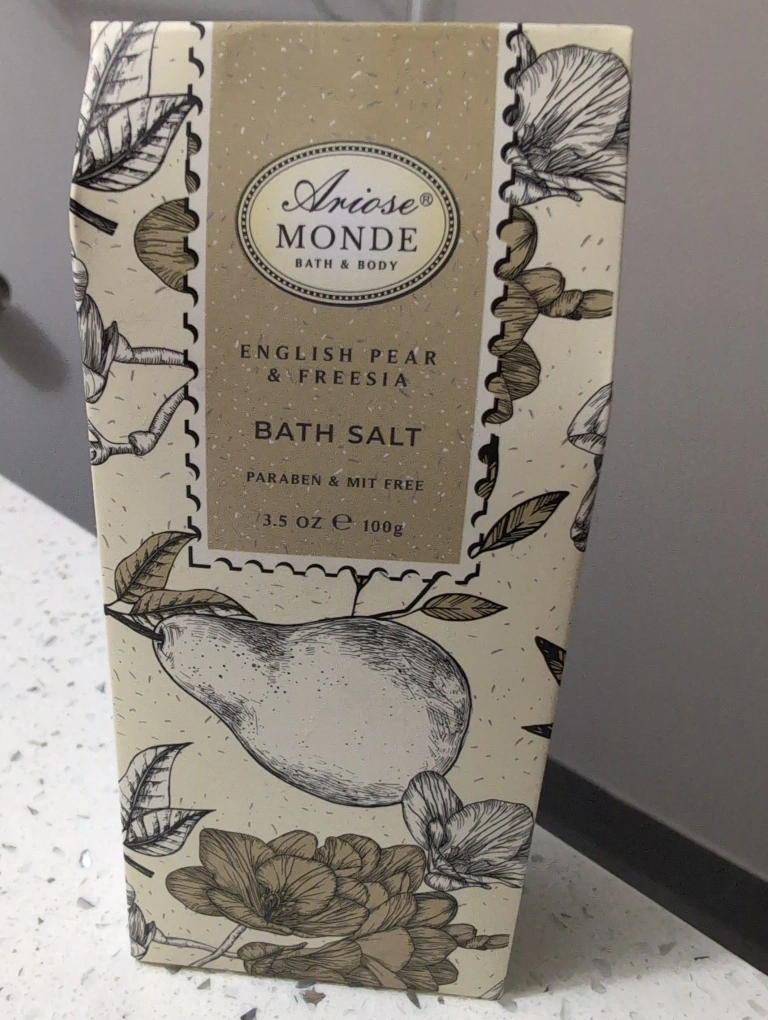 Ariose®
MONDE
BATH & BODY
ENGLISH PEAR
& FREESIA
BATH SALT
PARABEN & MIT FREE
3.5 OZ ℮ 100g